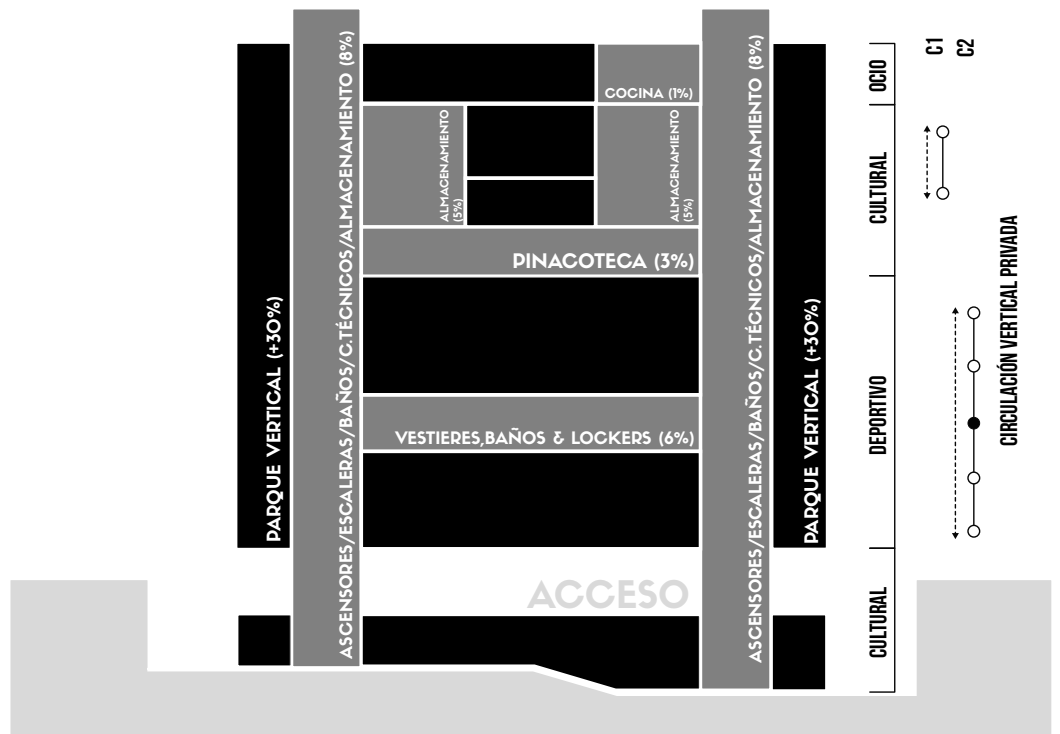 COCINA (1%)
ALMACENAMIENTO
(5%)
ALMACENAMIENTO
(5%)
PINACOTECA (3%)
VESTIERES,BAÑOS & LOCKERS (6%)
ACCESO
PARQUE VERTICAL (+30%)
ASCENSORES/ESCALERAS/BAÑOS/C.TÉCNICOS/ALMACENAMIENTO (8%)
ASCENSORES/ESCALERAS/BAÑOS/C.TÉCNICOS/ALMACENAMIENTO (8%)
PARQUE VERTICAL (+30%)
OCIO
CULTURAL
DEPORTIVO
CULTURAL
C1
C2
CIRCULACIÓN VERTICAL PRIVADA